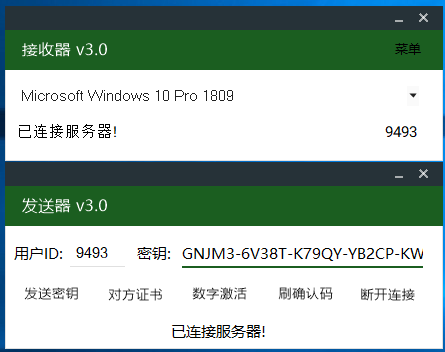 接收器 v3.0
菜单
Microsoft Windows 10 Pro 1809
已连接服务器!
9493
发送器 v3.0
用户ID: 9493 密钥: GNJM3-6V38T-K79QY-YB2CP-KW
发送密钥 对方证书 数字激活 刷确认码 断开连接
已连接服务器!